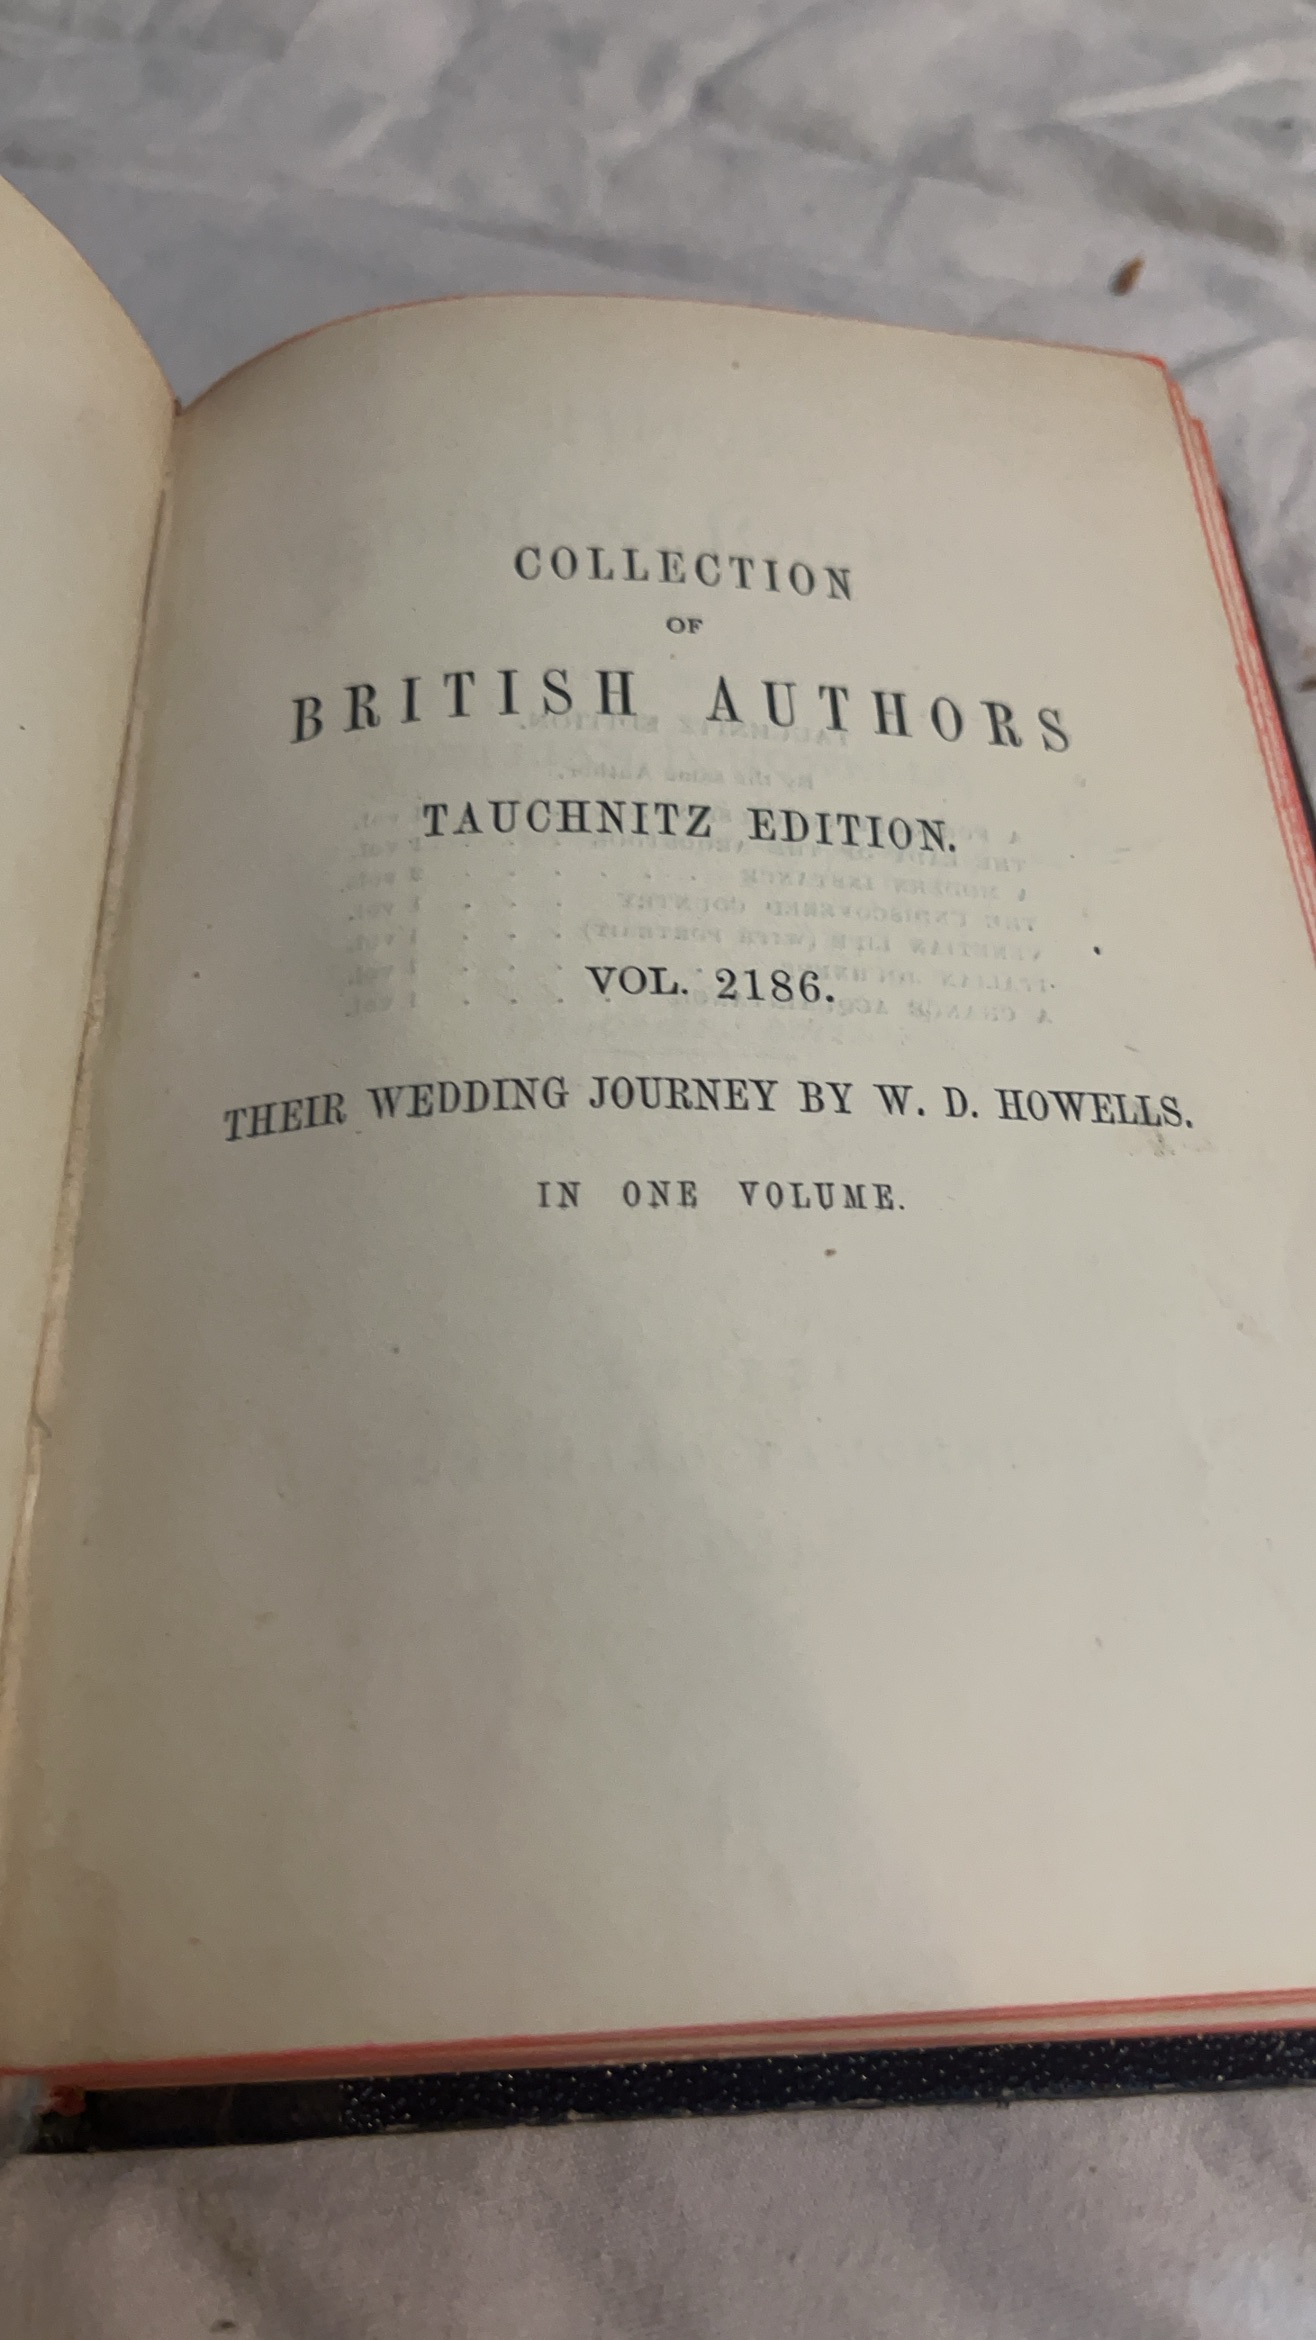 COLLECTION
OF
BRITISH AUTHORS
TAUCHNITZ EDITION.
VOL. 2186.
THEIR WEDDING JOURNEY BY W. D. HOWELLS.
IN ONE VOLUME.